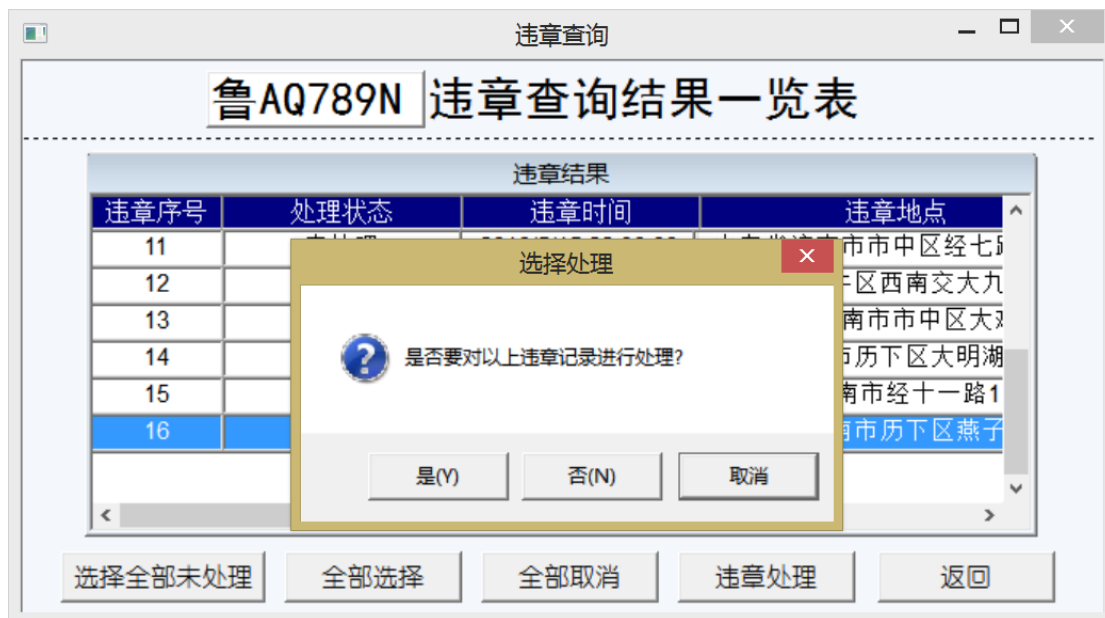 违章查询
鲁AQ789N 违章查询结果一览表
违章结果
违章序号 处理状态 违章时间 违章地点
11 市市中区经七
选择处理
12 区西南交大九
13 南市市中区大
14 历下区大明湖
是否要对以上违章记录进行处理?
15 南市经十一路1
16 市历下区燕子
是(Y) 否(N) 取消
选择全部未处理 全部选择 全部取消 违章处理 返回